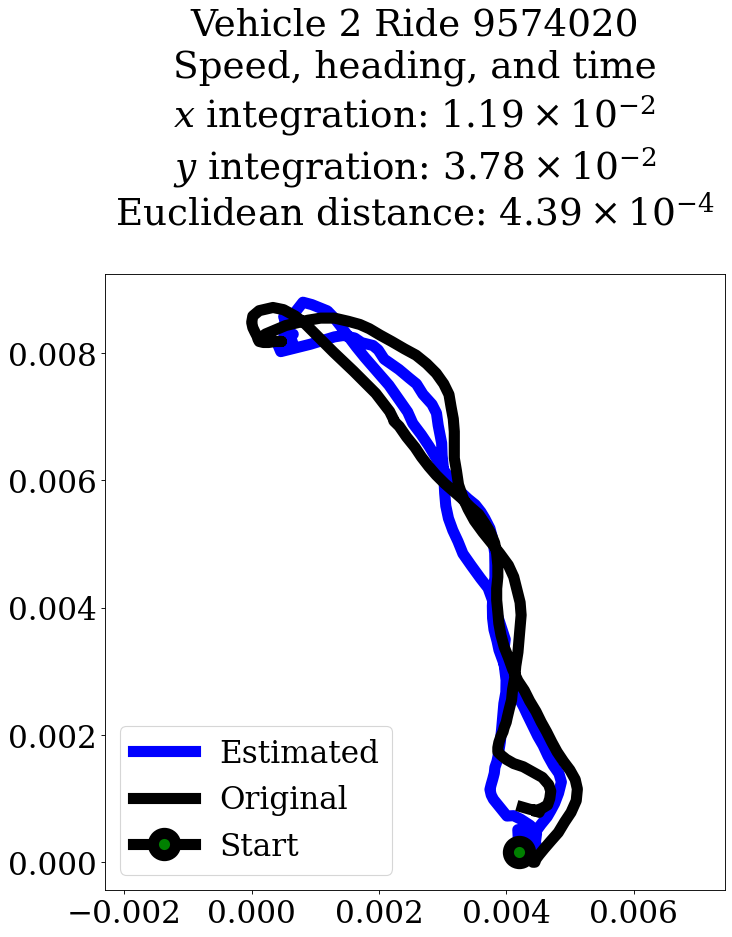 Vehicle 2 Ride 9574020
Speed, heading, and time
x integration: 1.19 × 10⁻²
y integration: 3.78 × 10⁻²
Euclidean distance: 4.39 × 10⁻⁴
0.008
0.006
0.004
0.002
0.000
Estimated
Original
Start
−0.002 0.000 0.002 0.004 0.006